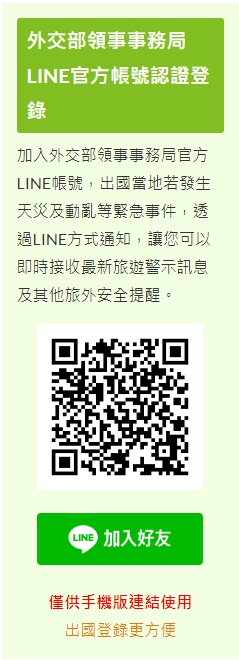 外交部領事事務局
LINE官方帳號認證登
錄
加入外交部領事事務局官方
LINE帳號，出國當地若發生
天災及動亂等緊急事件，透
過LINE方式通知，讓您可以
即時接收最新旅遊警示訊息
及其他旅外安全提醒。
LINE 加入好友
僅供手機版連結使用
出國登錄更方便